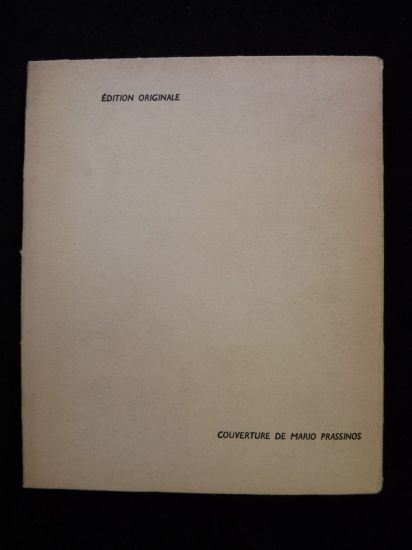 ÉDITION ORIGINALE
COUVERTURE DE MARIO PRASSINOS